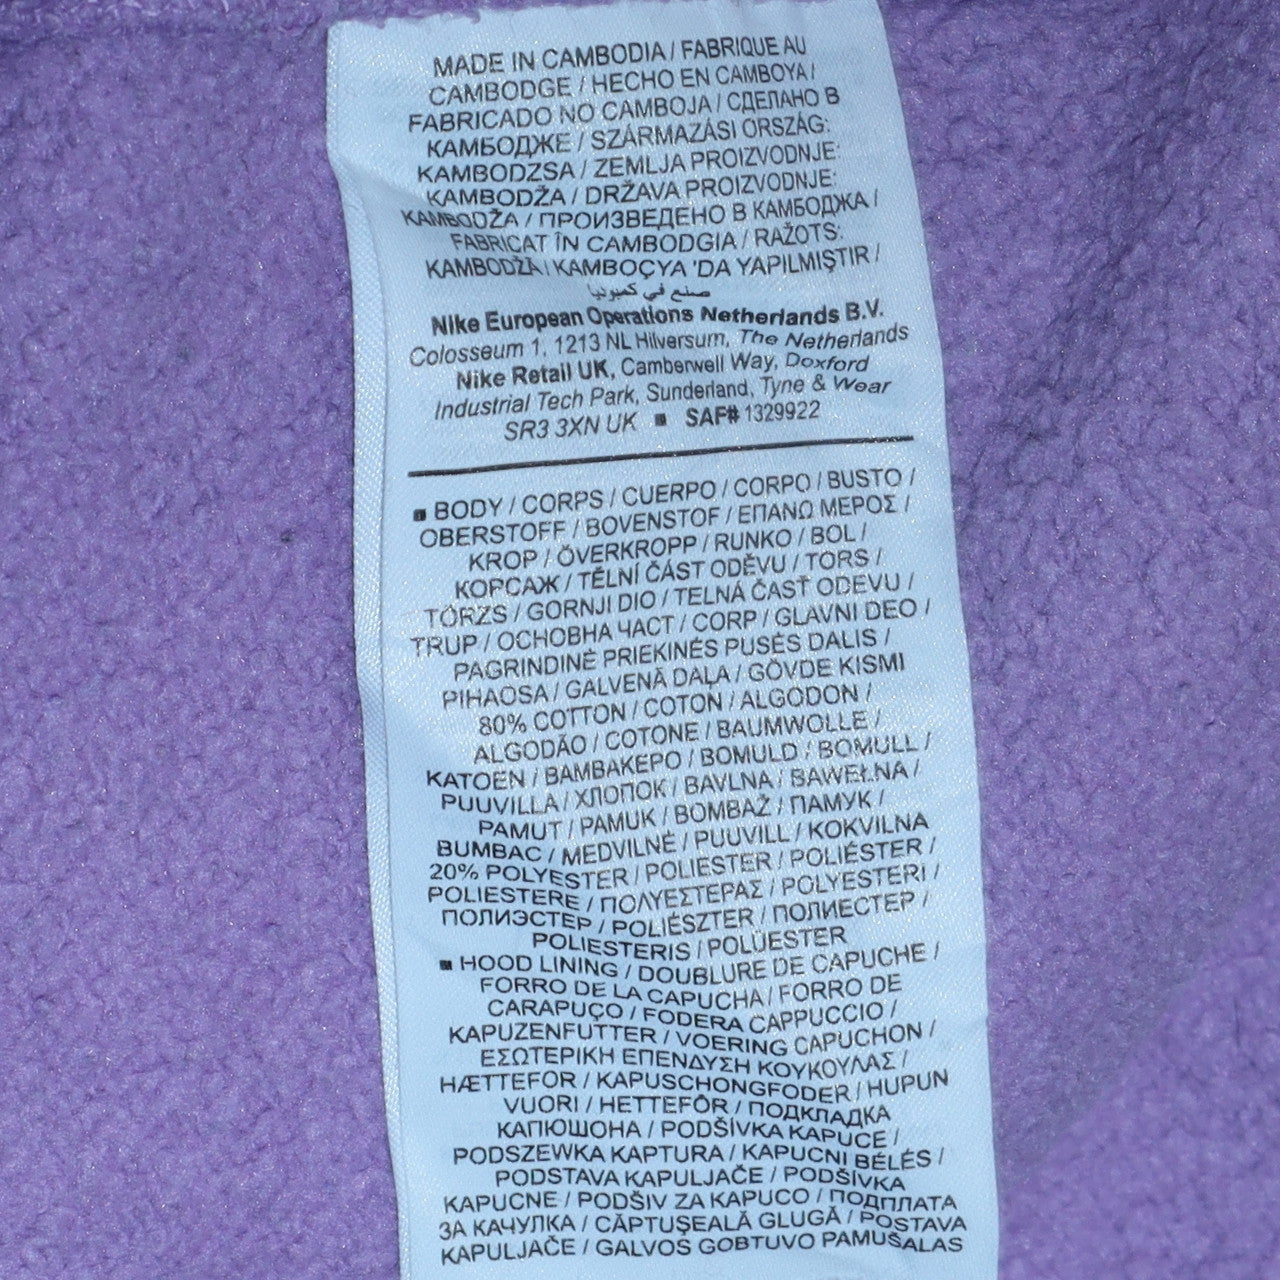 MADE IN CAMBODIA / FABRIQUE AU
CAMBODGE / HECHO EN CAMBOYA /
FABRICADO NO CAMBOJA / СДЕЛАНО В
КАМБОДЖЕ / SZÁRMAZÁSI ORSZÁG:
KAMBODZSA / ZEMLJA PROIZVODNJE:
KAMBODŽA / DRŽAVA PROIZVODNJE:
KAMBODŽA / ПРОИЗВЕДЕНО В КАМБОДЖА /
FABRICAT ÎN CAMBODGIA / RAŽOTS:
KAMBODŽĀ / KAMBOÇYA 'DA YAPILMIŞTIR /
صنع في كمبوديا
Nike European Operations Netherlands B.V.
Colosseum 1, 1213 NL Hilversum, The Netherlands
Nike Retail UK, Camberwell Way, Doxford
Industrial Tech Park, Sunderland, Tyne & Wear
SR3 3XN UK ■ SAF# 1329922
■ BODY / CORPS / CUERPO / CORPO / BUSTO /
OBERSTOFF / BOVENSTOF / ΕΠΑΝΩ ΜΕΡΟΣ /
KROP / ÖVERKROPP / RUNKO / BOL /
КОРСАЖ / TĚLNÍ ČÁST ODĚVU / TORS /
TÖRZS / GORNJI DIO / TELNÁ ČASŤ ODEVU /
TRUP / ОСНОВНА ЧАСТ / CORP / GLAVNI DEO /
PAGRINDINĖ PRIEKINĖS PUSĖS DALIS /
PIHAOSA / GALVENĀ DAĻA / GÖVDE KISMI
80% COTTON / COTON / ALGODON /
ALGODÃO / COTONE / BAUMWOLLE /
KATOEN / ΒΑΜΒΑΚΕΡΟ / BOMULD / BOMULL /
PUUVILLA / ХЛОПОК / BAVLNA / BAWEŁNA /
PAMUT / PAMUK / BOMBAŽ / ПАМУК /
BUMBAC / MEDVILNĖ / PUUVILL / KOKVILNA
20% POLYESTER / POLIESTER / POLIÉSTER /
POLIESTERE / ΠΟΛΥΕΣΤΕΡΑΣ / POLYESTERI /
ПОЛИЭСТЕР / POLIÉSZTER / ПОЛИЕСТЕР /
POLIESTERIS / POLÜESTER
■ HOOD LINING / DOUBLURE DE CAPUCHE /
FORRO DE LA CAPUCHA / FORRO DE
CARAPUÇO / FODERA CAPPUCCIO /
KAPUZENFUTTER / VOERING CAPUCHON /
ΕΣΩΤΕΡΙΚΗ ΕΠΕΝΔΥΣΗ ΚΟΥΚΟΥΛΑΣ /
HÆTTEFOR / KAPUSCHONGFODER / HUPUN
VUORI / HETTEFÔR / ПОДКЛАДКА
КАПЮШОНА / PODŠÍVKA KAPUCE /
PODSZEWKA KAPTURA / KAPUCNI BÉLÉS /
PODSTAVA KAPULJAČE / PODŠÍVKA
KAPUCNE / PODŠIV ZA KAPUCO / ПОДПЛАТА
ЗА КАЧУЛКА / CĂPTUŞEALĂ GLUGĂ / POSTAVA
KAPULJAČE / GALVOS GOBTUVO PAMUŠALAS